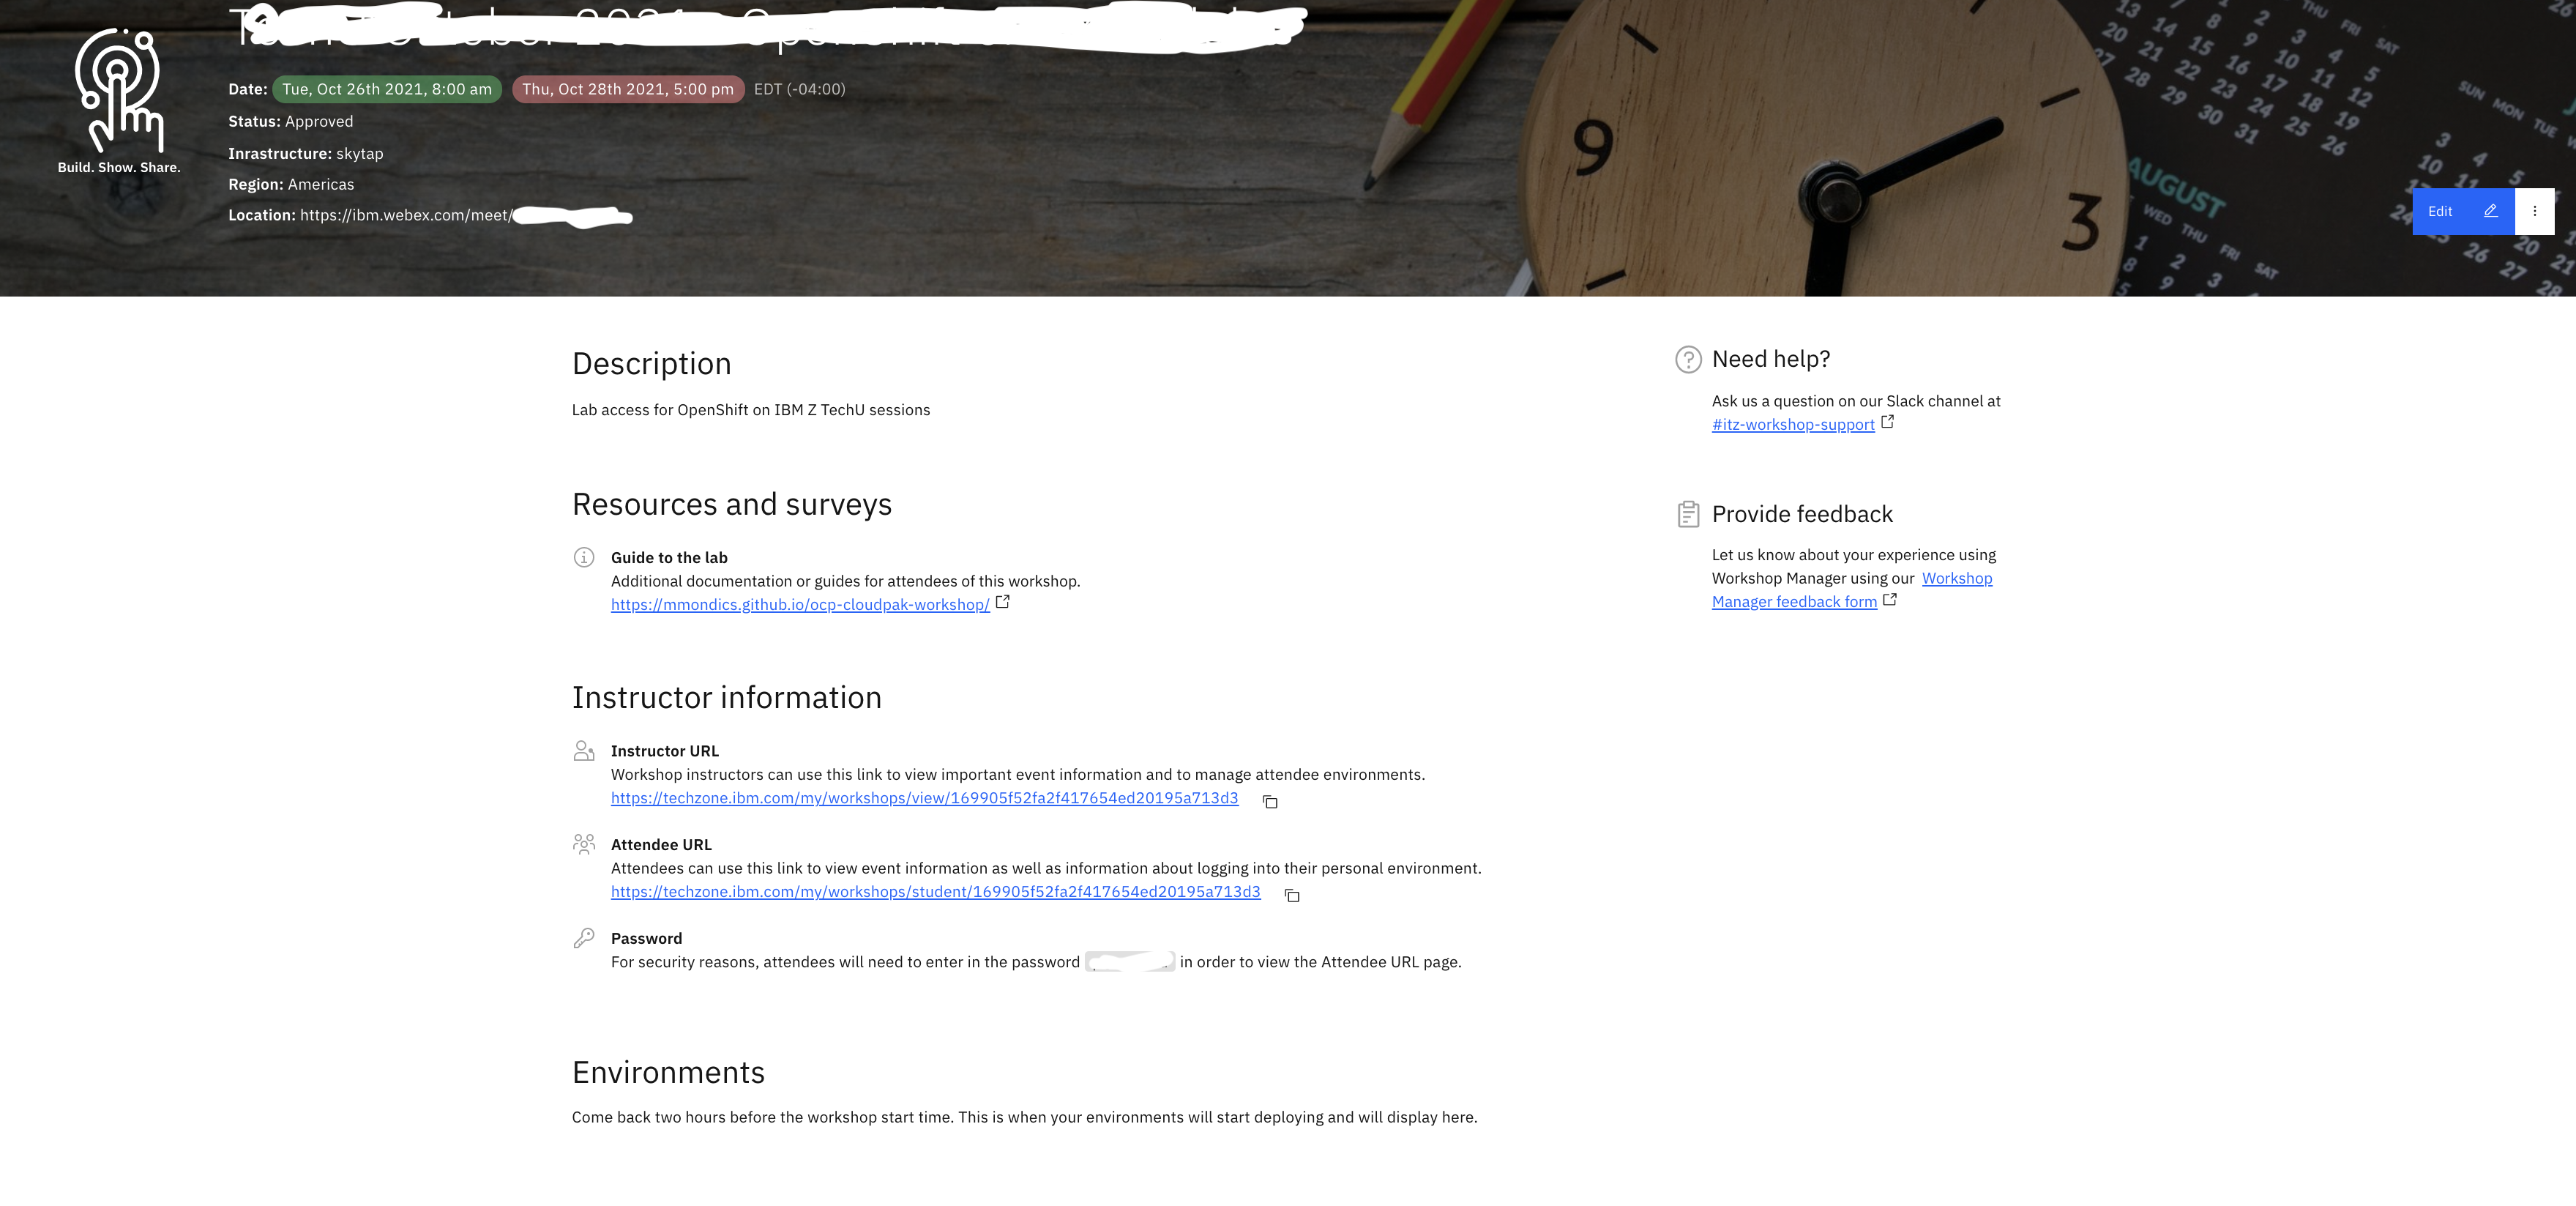 October 2021 - Openshift
Date: Tue, Oct 26th 2021, 8:00 am Thu, Oct 28th 2021, 5:00 pm EDT (-04:00)
Status: Approved
Inrastructure: skytap
Region: Americas
Location: https://ibm.webex.com/meet/
Build. Show. Share.
9
3
AUGUST
Edit
Description
Lab access for OpenShift on IBM Z TechU sessions
Resources and surveys
Guide to the lab
Additional documentation or guides for attendees of this workshop.
https://mmondics.github.io/ocp-cloudpak-workshop/
Instructor information
Instructor URL
Workshop instructors can use this link to view important event information and to manage attendee environments.
https://techzone.ibm.com/my/workshops/view/169905f52fa2f417654ed20195a713d3
Attendee URL
Attendees can use this link to view event information as well as information about logging into their personal environment.
https://techzone.ibm.com/my/workshops/student/169905f52fa2f417654ed20195a713d3
Password
For security reasons, attendees will need to enter in the password in order to view the Attendee URL page.
Environments
Come back two hours before the workshop start time. This is when your environments will start deploying and will display here.
Need help?
Ask us a question on our Slack channel at
#itz-workshop-support
Provide feedback
Let us know about your experience using
Workshop Manager using our Workshop
Manager feedback form